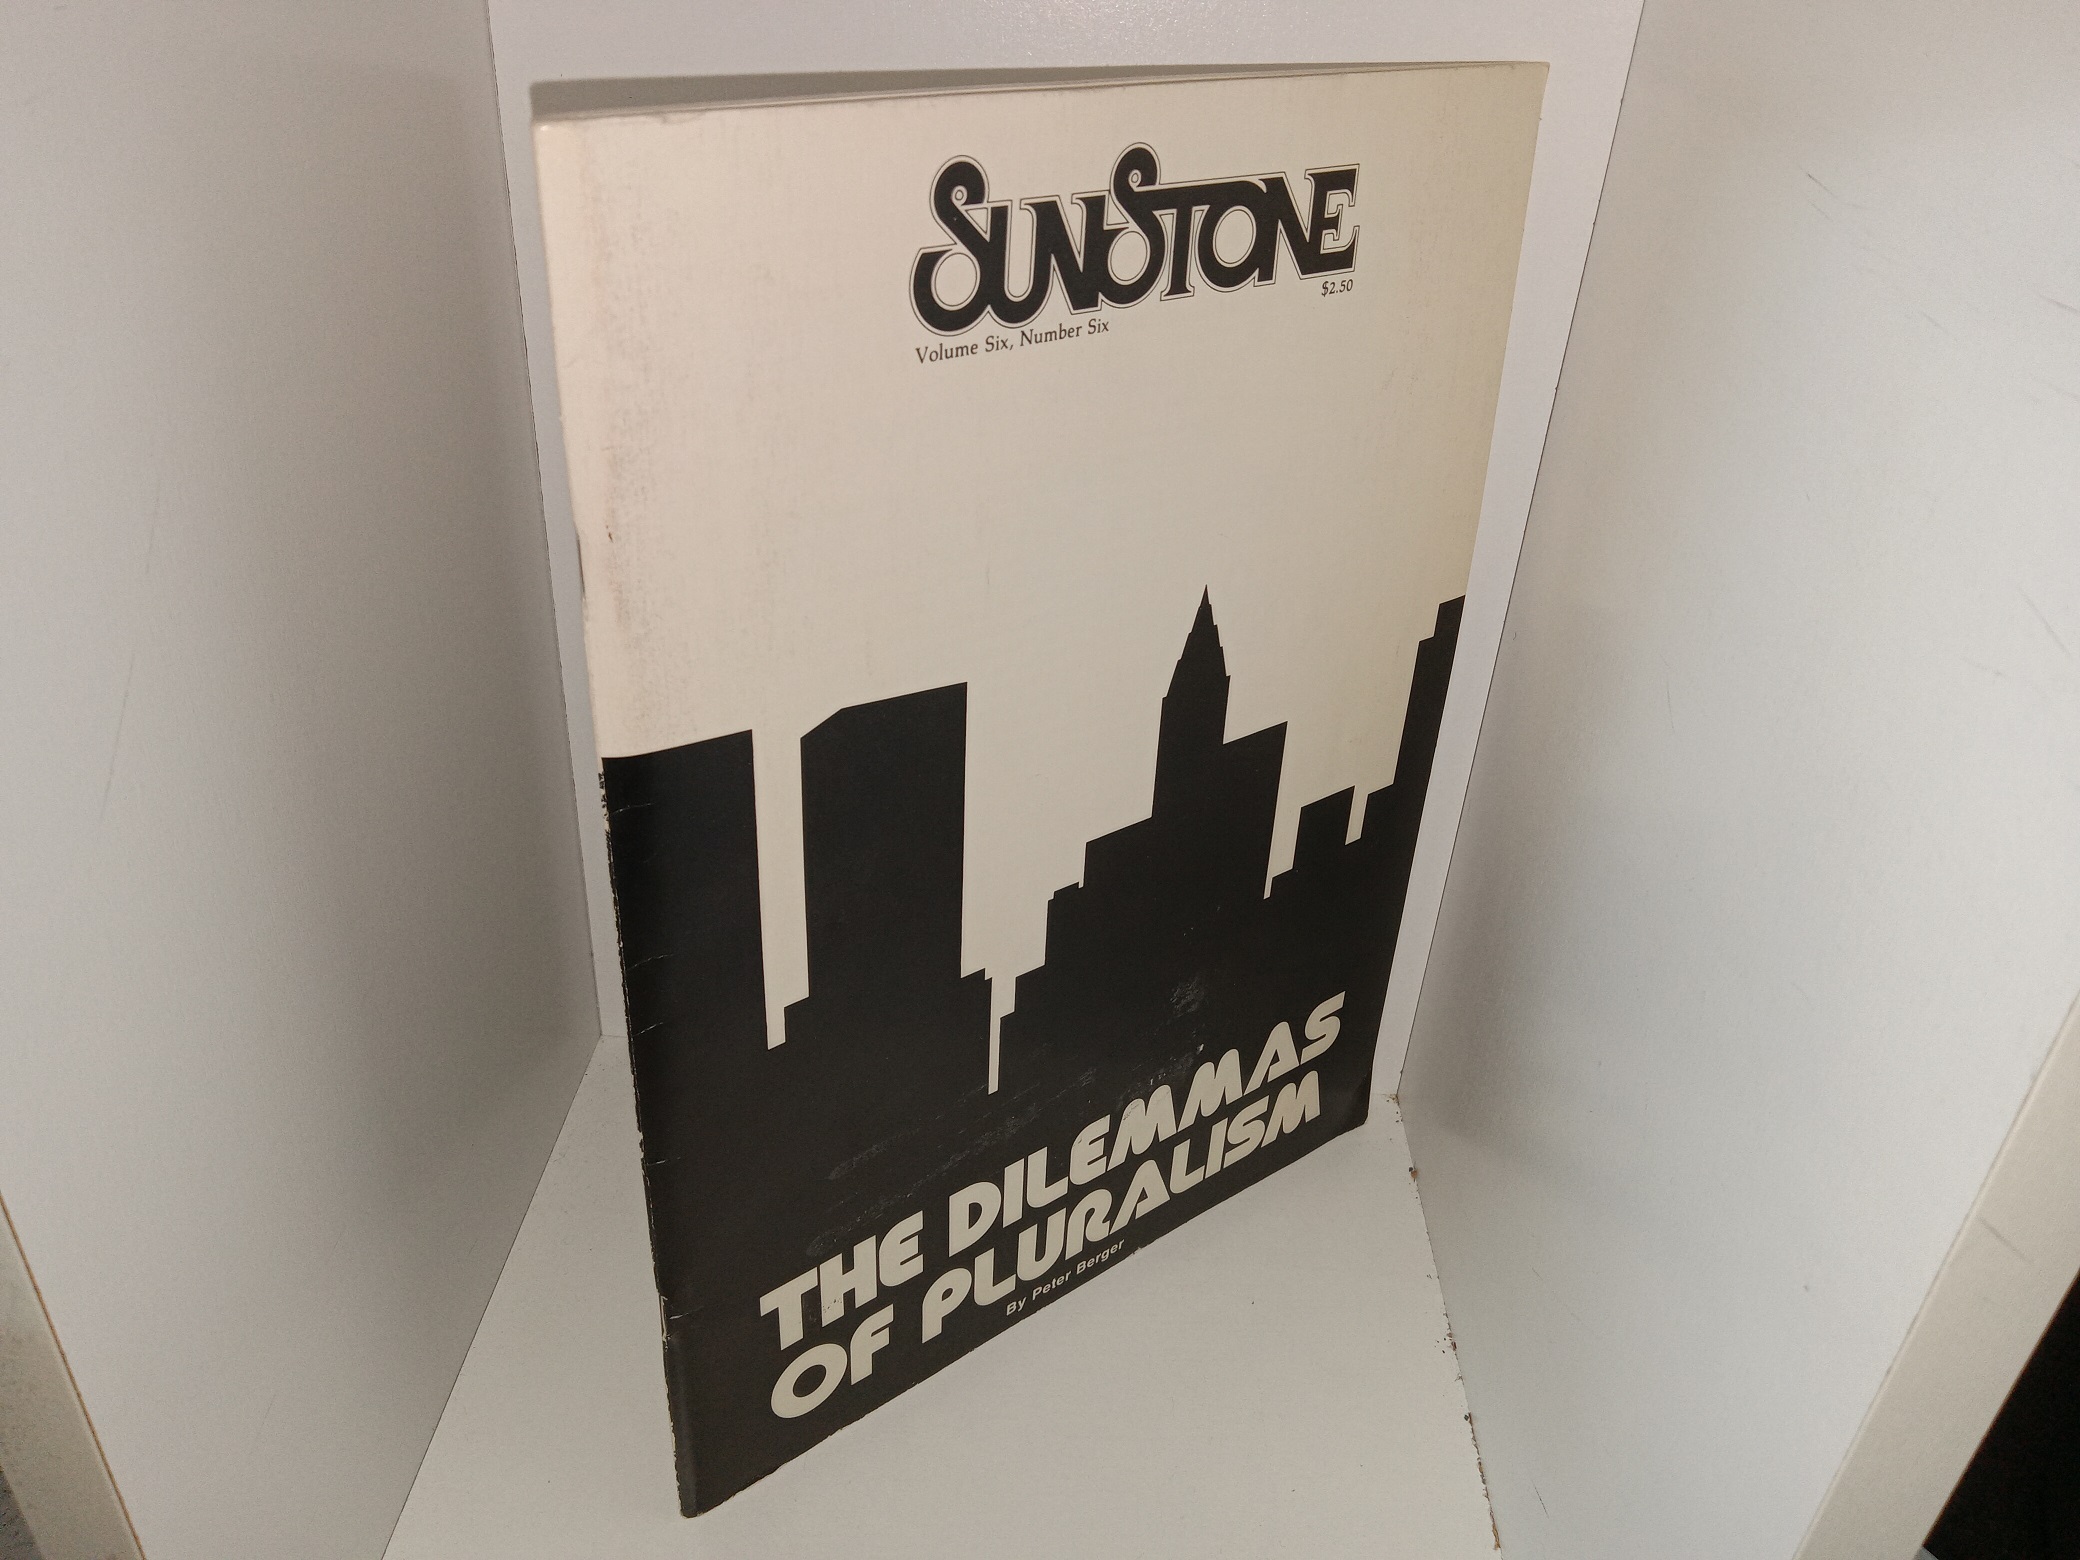 SUNSTONE
$2.50
Volume Six, Number Six
THE DILEMMAS
OF PLURALISM
By Peter Berger